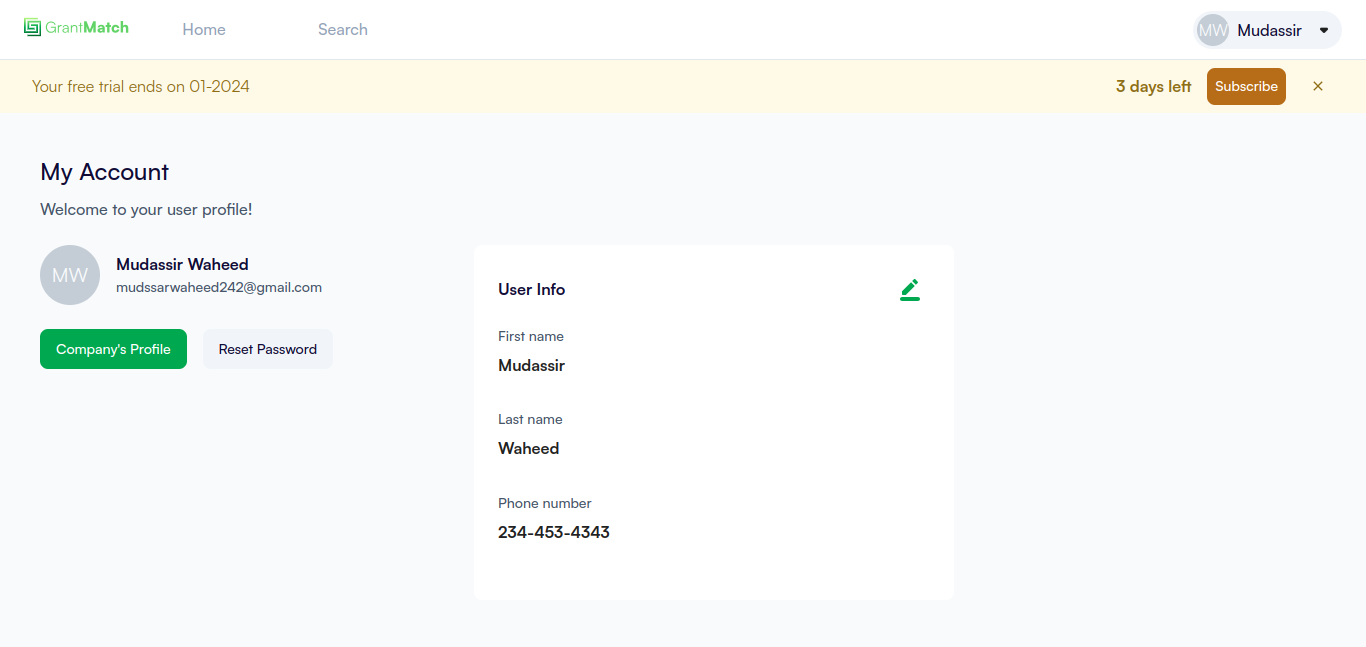 GrantMatch
Home
Search
MW
Mudassir
Your free trial ends on 01-2024
3 days left
Subscribe
My Account
Welcome to your user profile!
MW
Mudassir Waheed
mudssarwaheed242@gmail.com
Company's Profile
Reset Password
User Info
First name
Mudassir
Last name
Waheed
Phone number
234-453-4343